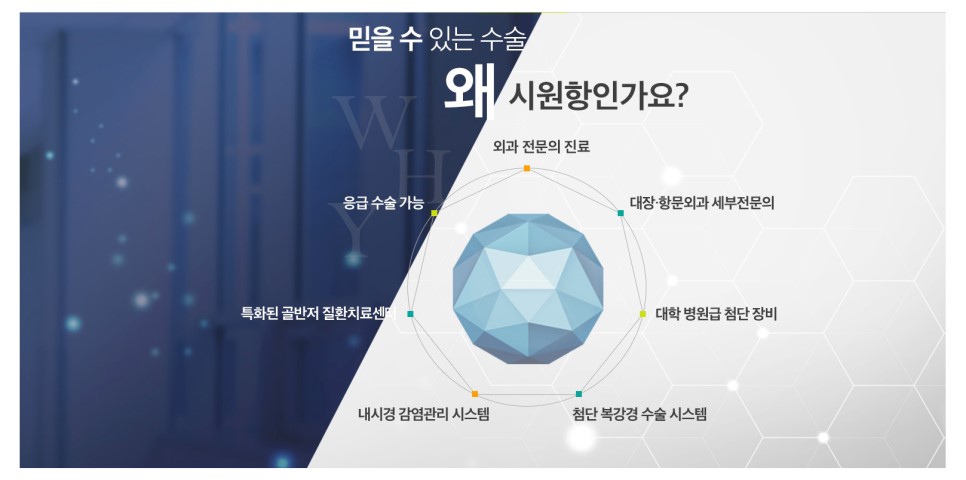 믿을 수 있는 수술
왜 시원항인가요?
WHY
외과 전문의 진료
응급 수술 가능
대장·항문외과 세부전문의
특화된 골반저 질환치료센터
대학 병원급 첨단 장비
내시경 감염관리 시스템
첨단 복강경 수술 시스템